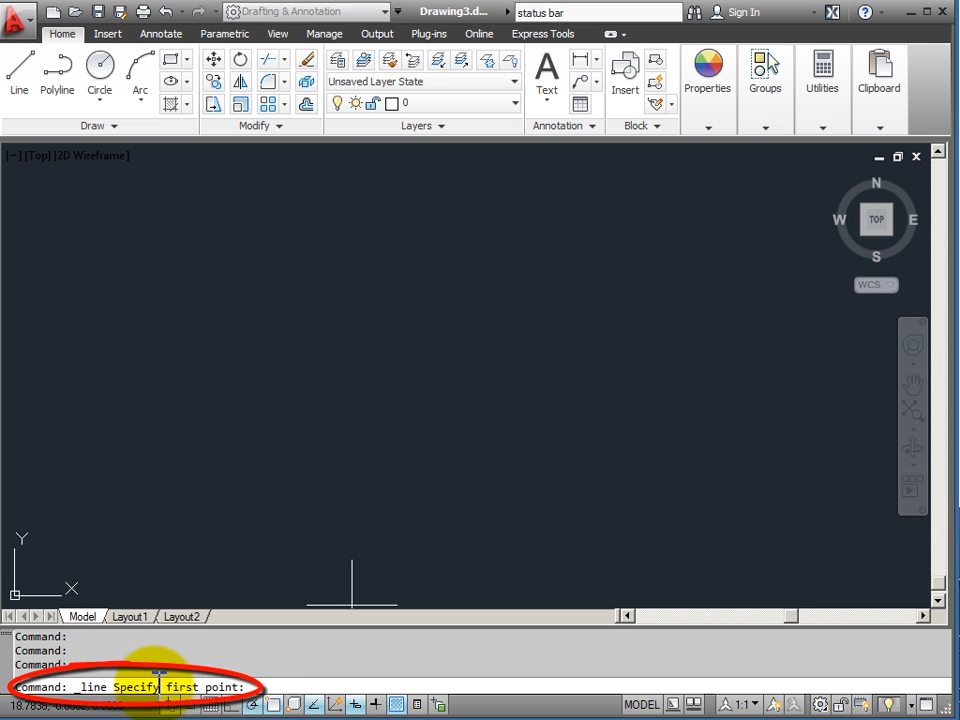 Drafting & Annotation
Drawing3.d...
status bar
Sign In
Home Insert Annotate Parametric View Manage Output Plug-ins Online Express Tools
Unsaved Layer State
0
Line Polyline Circle Arc
Text
Insert
Properties Groups Utilities Clipboard
Draw Modify Layers Annotation Block
[−] [Top] [2D Wireframe]
N
W TOP E
S
WCS
Y
X
Model Layout1 Layout2
Command:
Command:
Command:
Command: _line Specify first point:
MODEL 1:1